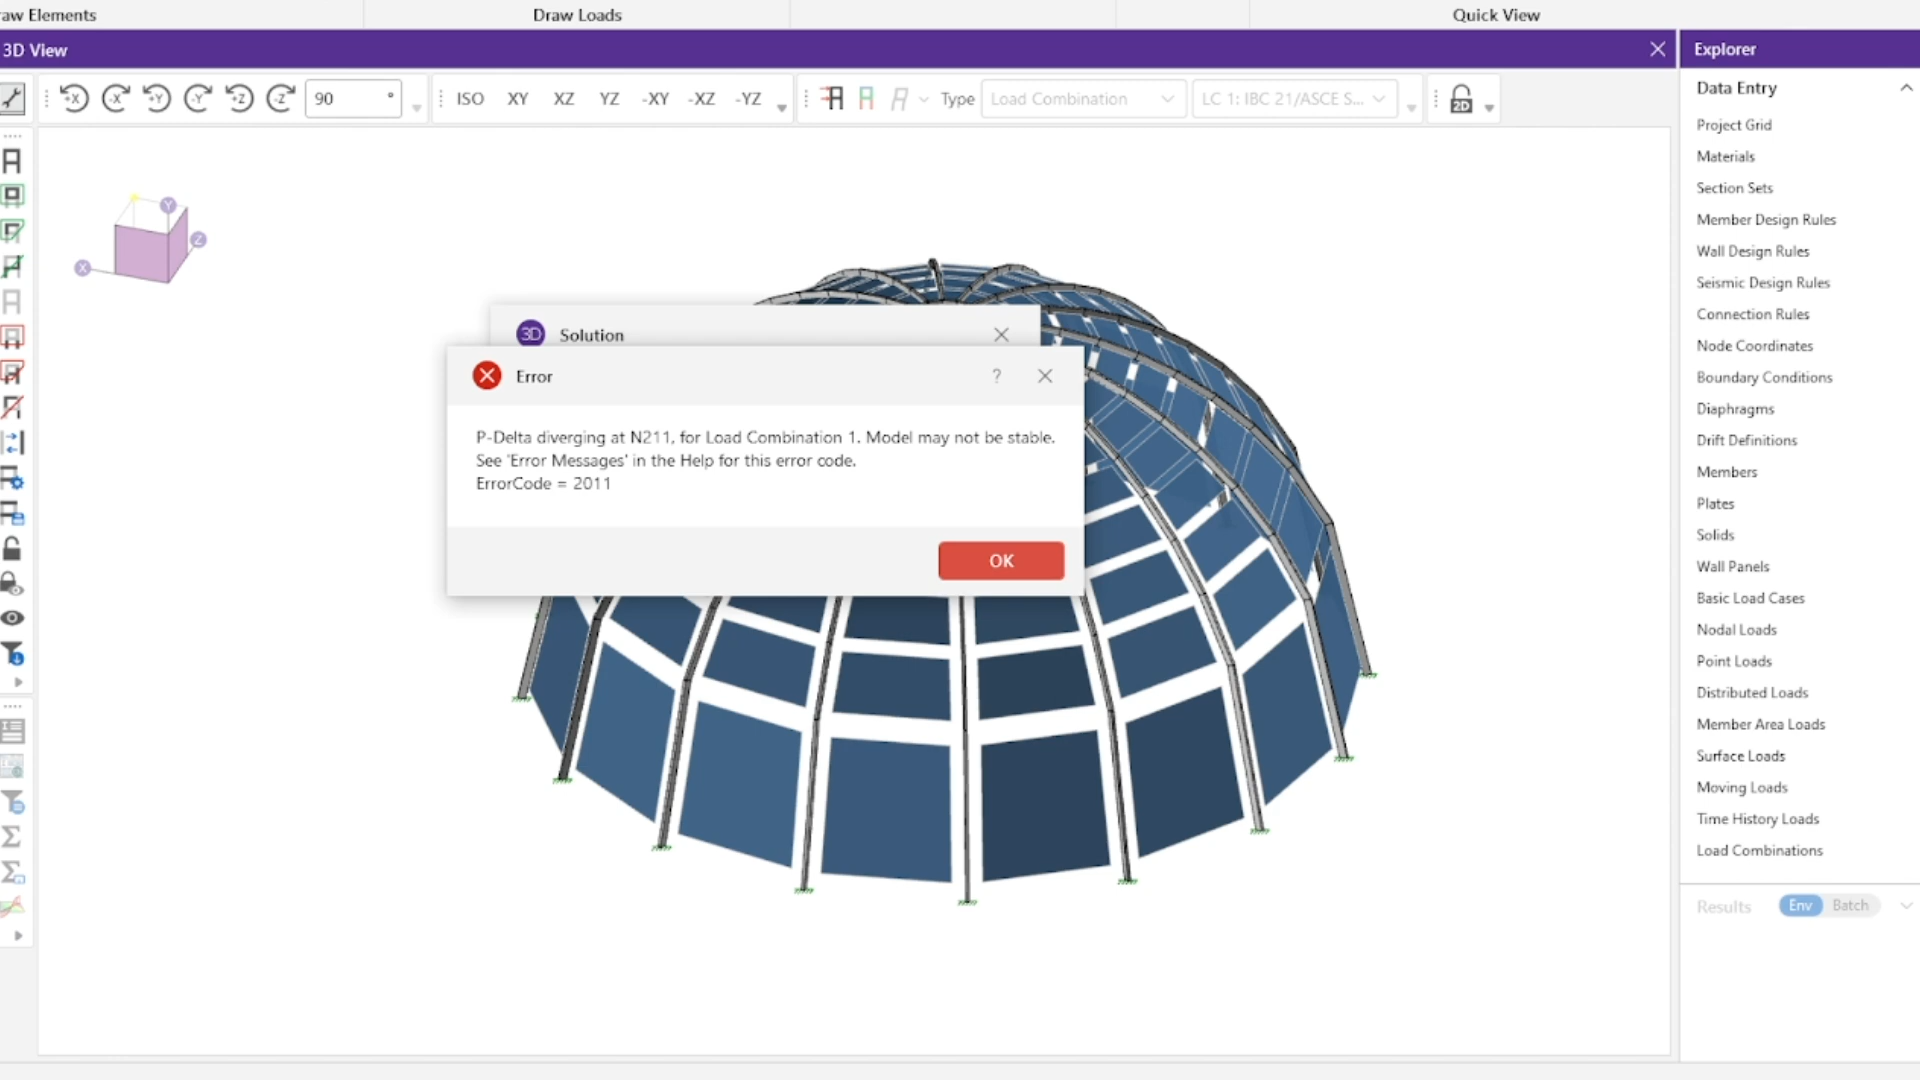 raw Elements
Draw Loads
Quick View
3D View
Explorer
X
-X
+Y
-Y
+Z
-Z
90 °
ISO
XY
XZ
YZ
-XY
-XZ
-YZ
Type
Load Combination
LC 1: IBC 21/ASCE S...
2D
Data Entry
Project Grid
Materials
Section Sets
Member Design Rules
Wall Design Rules
Seismic Design Rules
Connection Rules
Node Coordinates
Boundary Conditions
Diaphragms
Drift Definitions
Members
Plates
Solids
Wall Panels
Basic Load Cases
Nodal Loads
Point Loads
Distributed Loads
Member Area Loads
Surface Loads
Moving Loads
Time History Loads
Load Combinations
Results
Env
Batch
Y
Z
X
3D Solution
Error
?
P-Delta diverging at N211, for Load Combination 1. Model may not be stable.
See 'Error Messages' in the Help for this error code.
ErrorCode = 2011
OK